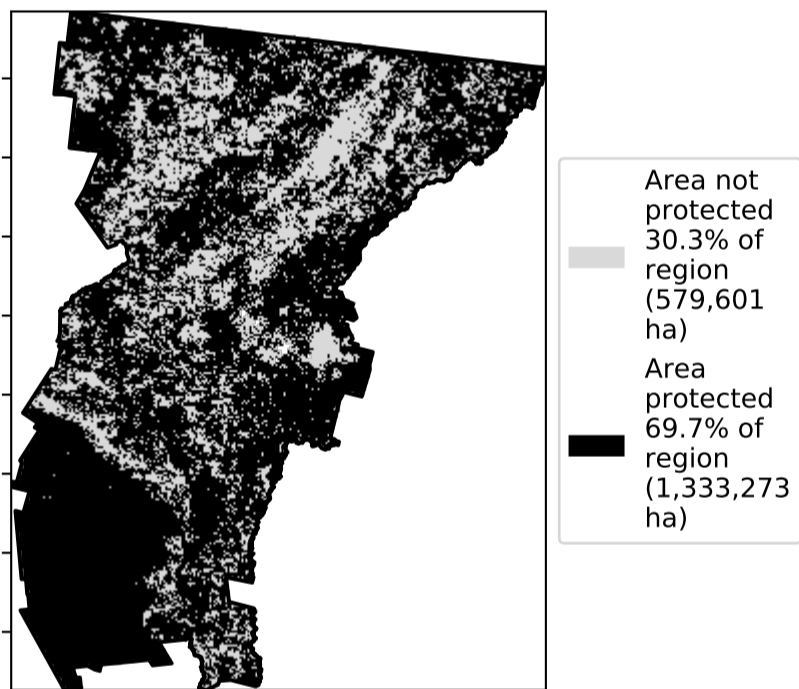 Area not
protected
30.3% of
region
(579,601
ha)
Area
protected
69.7% of
region
(1,333,273
ha)